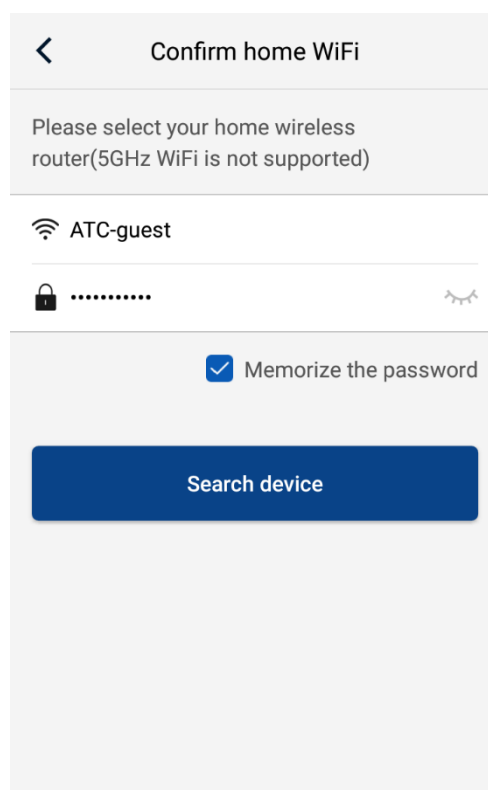 Confirm home WiFi
Please select your home wireless
router(5GHz WiFi is not supported)
ATC-guest
•••••••••••
Memorize the password
Search device